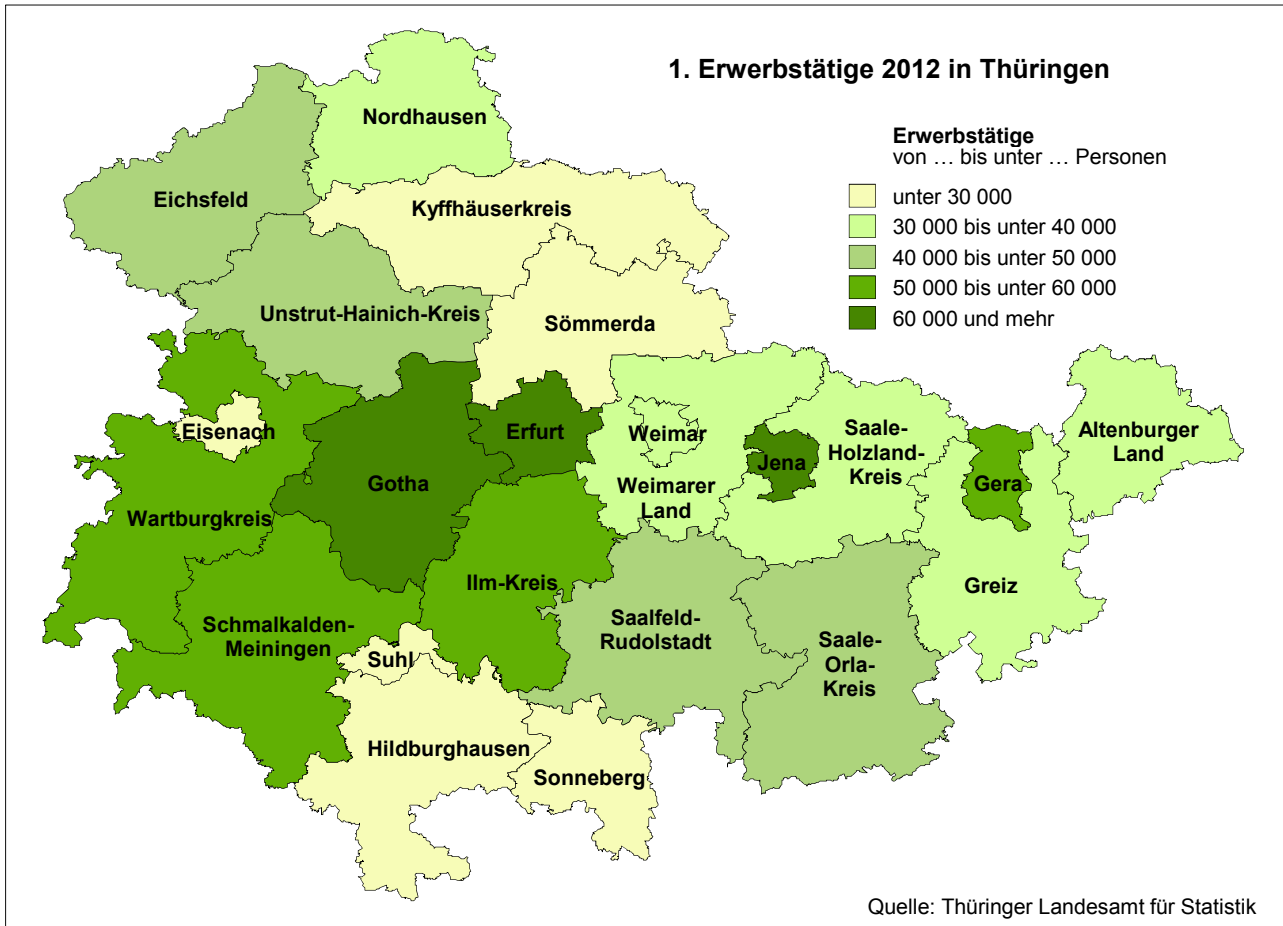 1. Erwerbstätige 2012 in Thüringen
Erwerbstätige
von … bis unter … Personen
unter 30 000
30 000 bis unter 40 000
40 000 bis unter 50 000
50 000 bis unter 60 000
60 000 und mehr
Nordhausen
Eichsfeld
Kyffhäuserkreis
Unstrut-Hainich-Kreis
Sömmerda
Eisenach
Erfurt
Weimar
Saale-
Holzland-
Kreis
Altenburger
Land
Gotha
Jena
Gera
Weimarer
Land
Wartburgkreis
Ilm-Kreis
Greiz
Schmalkalden-
Meiningen
Saalfeld-
Rudolstadt
Suhl
Saale-
Orla-
Kreis
Hildburghausen
Sonneberg
Quelle: Thüringer Landesamt für Statistik